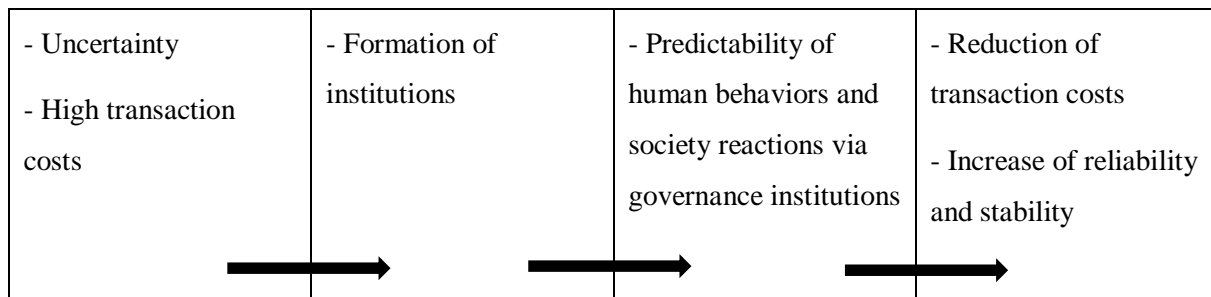 - Uncertainty
- High transaction
costs
- Formation of
institutions
- Predictability of
human behaviors and
society reactions via
governance institutions
- Reduction of
transaction costs
- Increase of reliability
and stability